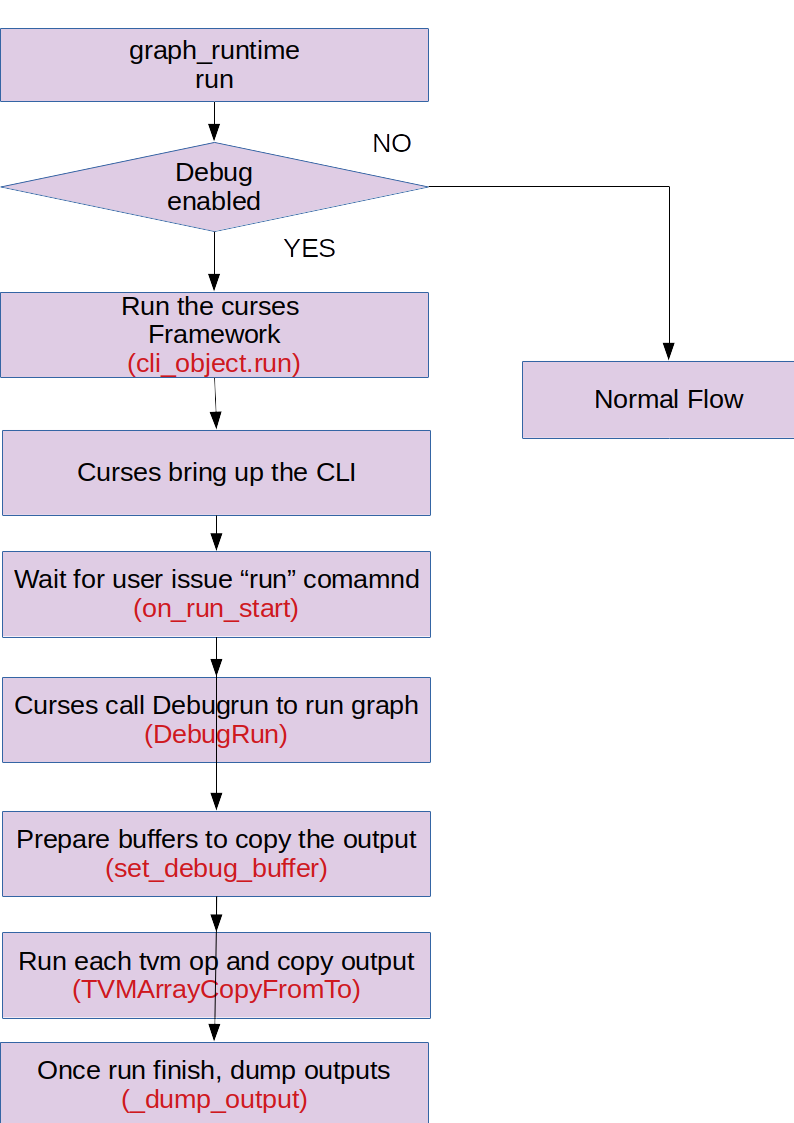 graph_runtime
run
Debug
enabled
NO
YES
Run the curses
Framework
(cli_object.run)
Normal Flow
Curses bring up the CLI
Wait for user issue “run” comamnd
(on_run_start)
Curses call Debugrun to run graph
(DebugRun)
Prepare buffers to copy the output
(set_debug_buffer)
Run each tvm op and copy output
(TVMArrayCopyFromTo)
Once run finish, dump outputs
(_dump_output)